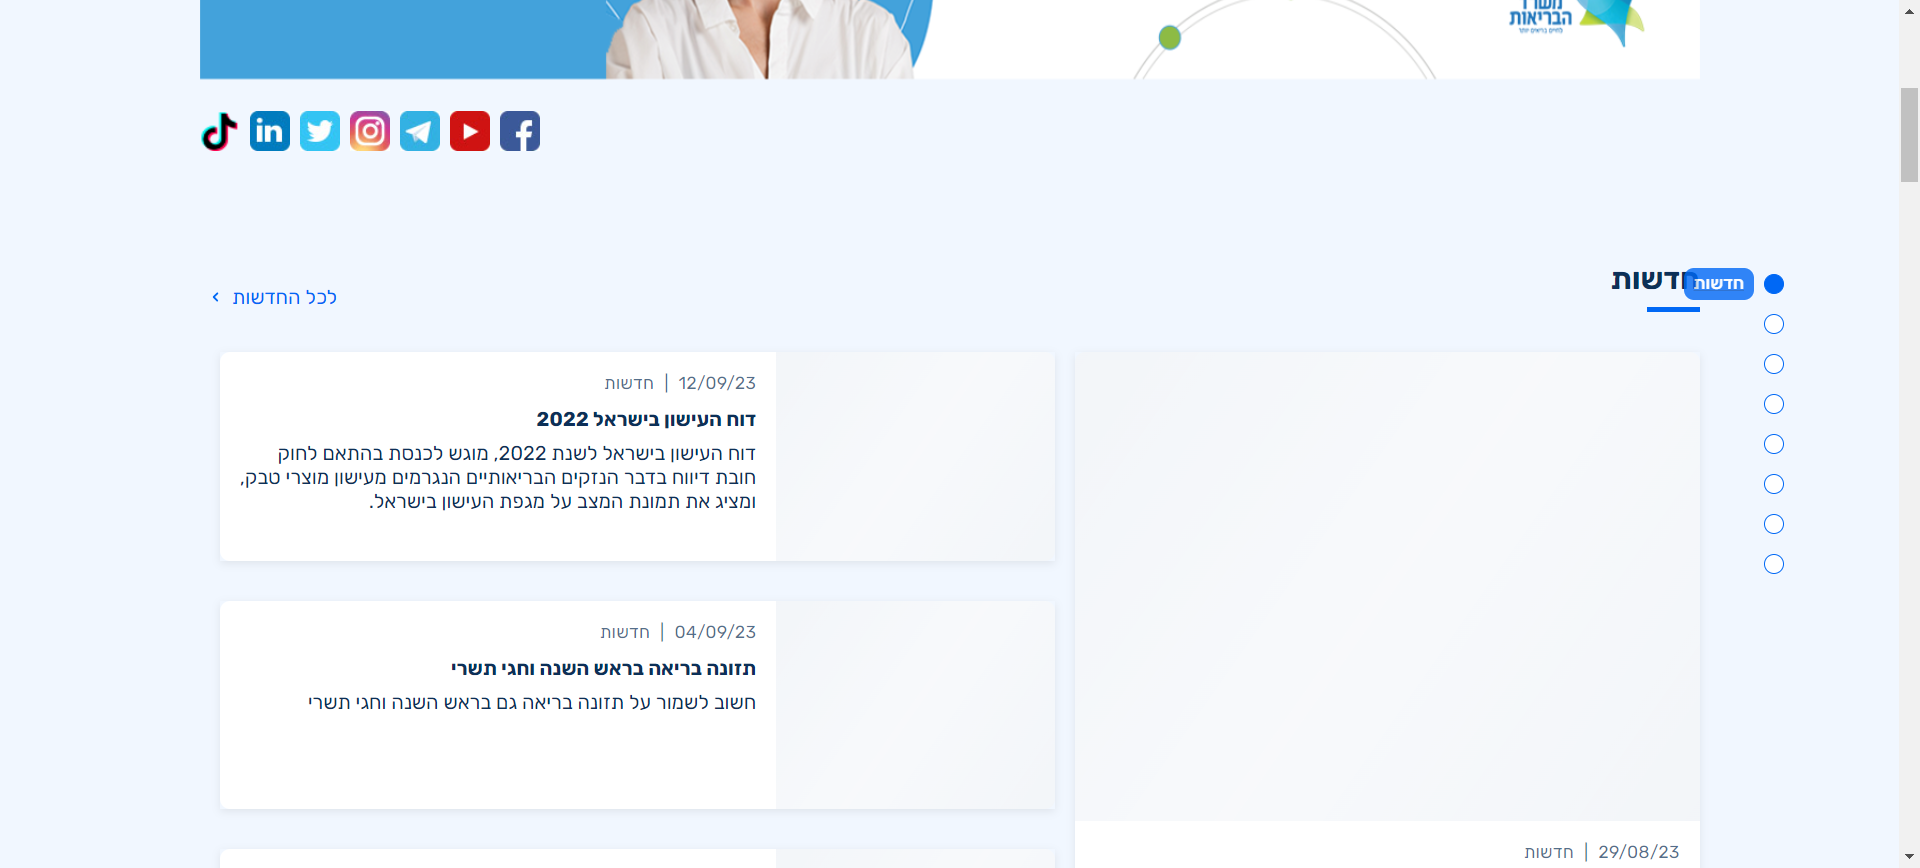 משרד
הבריאות
לחיים בריאים יותר
חדשות
חדשות
לכל החדשות
12/09/23 | חדשות
דוח העישון בישראל 2022
דוח העישון בישראל לשנת 2022, מוגש לכנסת בהתאם לחוק
חובת דיווח בדבר הנזקים הבריאותיים הנגרמים מעישון מוצרי טבק,
ומציג את תמונת המצב על מגפת העישון בישראל.
04/09/23 | חדשות
תזונה בריאה בראש השנה וחגי תשרי
חשוב לשמור על תזונה בריאה גם בראש השנה וחגי תשרי
29/08/23 | חדשות